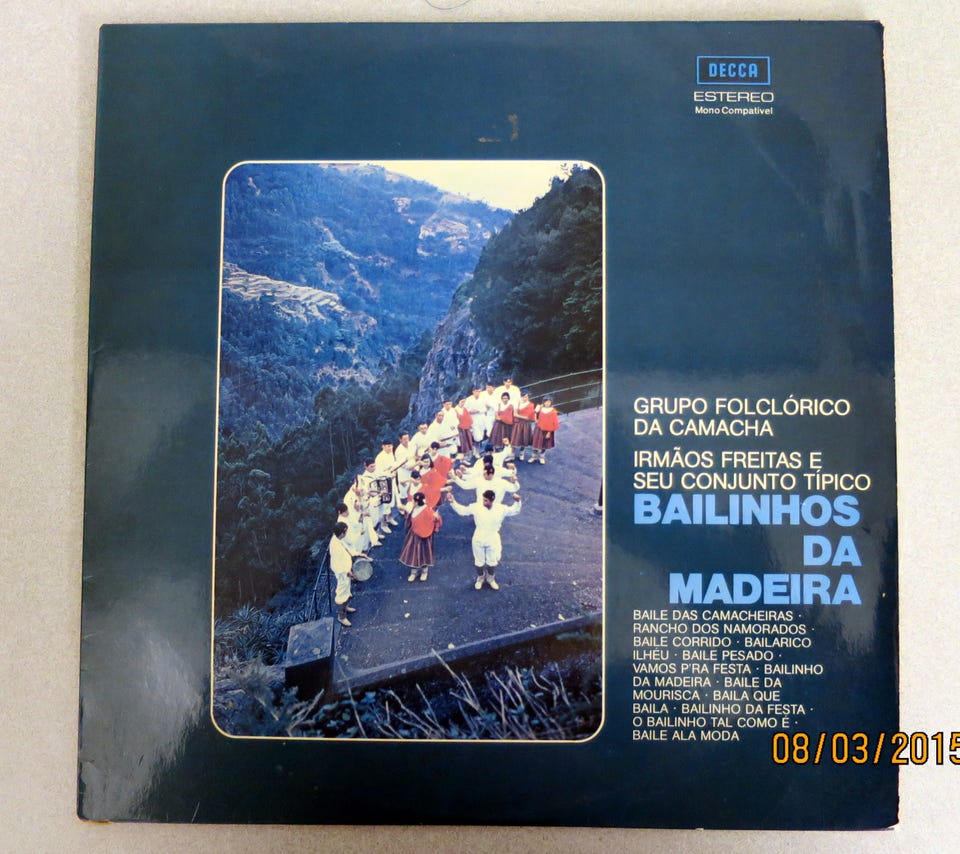 DECCA
ESTEREO
Mono Compatível
GRUPO FOLCLÓRICO
DA CAMACHA
IRMÃOS FREITAS E
SEU CONJUNTO TÍPICO
BAILINHOS
DA
MADEIRA
BAILE DAS CAMACHEIRAS ·
RANCHO DOS NAMORADOS ·
BAILE CORRIDO · BAILARICO
ILHÉU · BAILE PESADO ·
VAMOS P'RA FESTA · BAILINHO
DA MADEIRA · BAILE DA
MOURISCA · BAILA QUE
BAILA · BAILINHO DA FESTA ·
O BAILINHO TAL COMO É ·
BAILE ALA MODA
08/03/2015